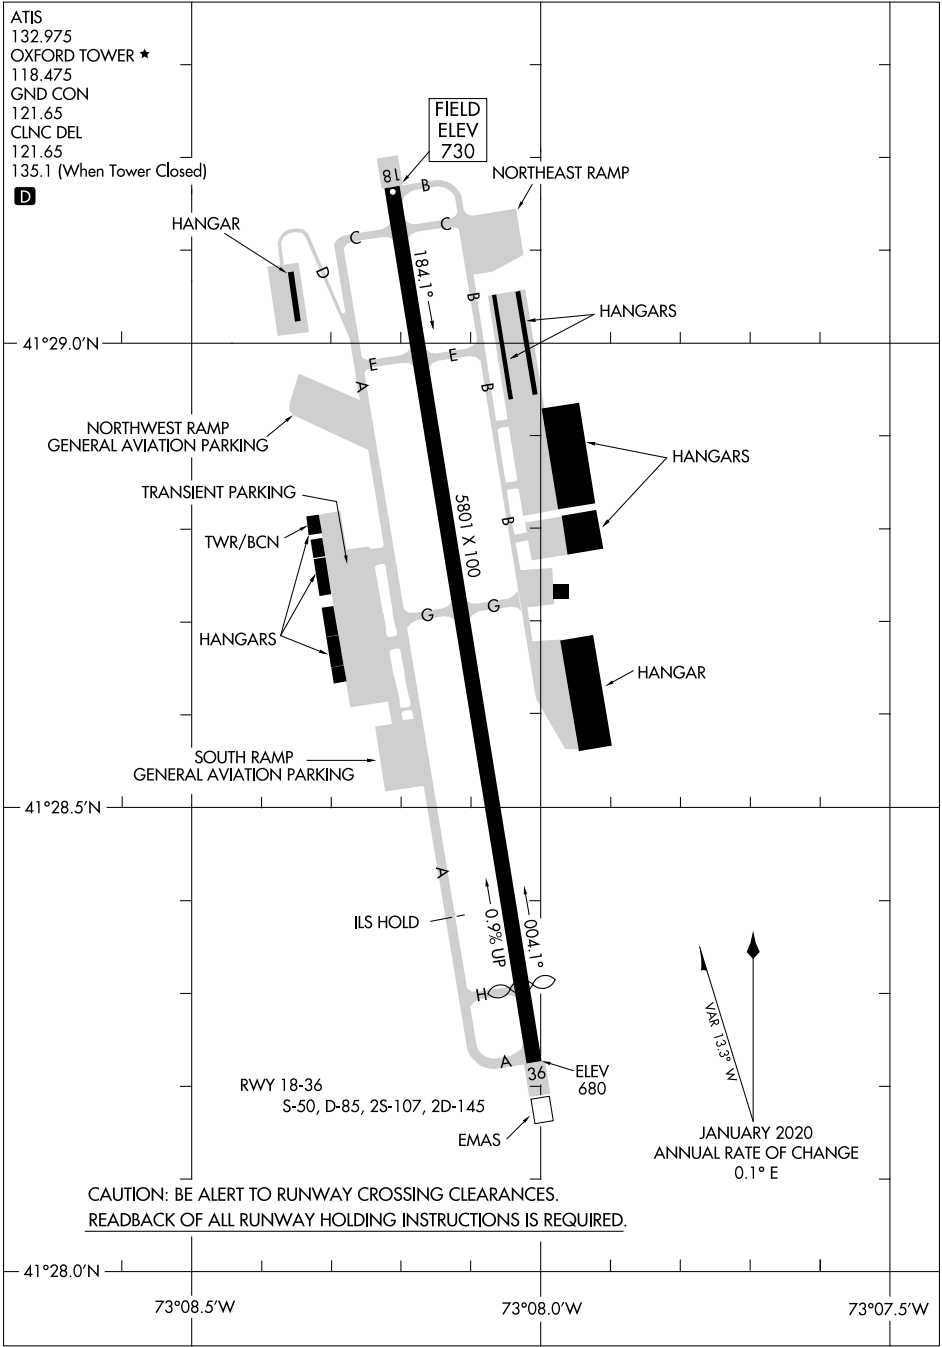 ATIS
132.975
OXFORD TOWER ★
118.475
GND CON
121.65
CLNC DEL
121.65
135.1 (When Tower Closed)
D
FIELD
ELEV
730
18
B
NORTHEAST RAMP
HANGAR
C
C
D
184.1°
B
HANGARS
41°29.0'N
E
E
A
B
NORTHWEST RAMP
GENERAL AVIATION PARKING
HANGARS
TRANSIENT PARKING
5801 X 100
TWR/BCN
B
G
G
HANGARS
HANGAR
SOUTH RAMP
GENERAL AVIATION PARKING
41°28.5'N
A
ILS HOLD
0.9% UP
004.1°
H
VAR 13.3° W
A
36
ELEV
680
RWY 18-36
S-50, D-85, 2S-107, 2D-145
EMAS
JANUARY 2020
ANNUAL RATE OF CHANGE
0.1° E
CAUTION: BE ALERT TO RUNWAY CROSSING CLEARANCES.
READBACK OF ALL RUNWAY HOLDING INSTRUCTIONS IS REQUIRED.
41°28.0'N
73°08.5'W
73°08.0'W
73°07.5'W